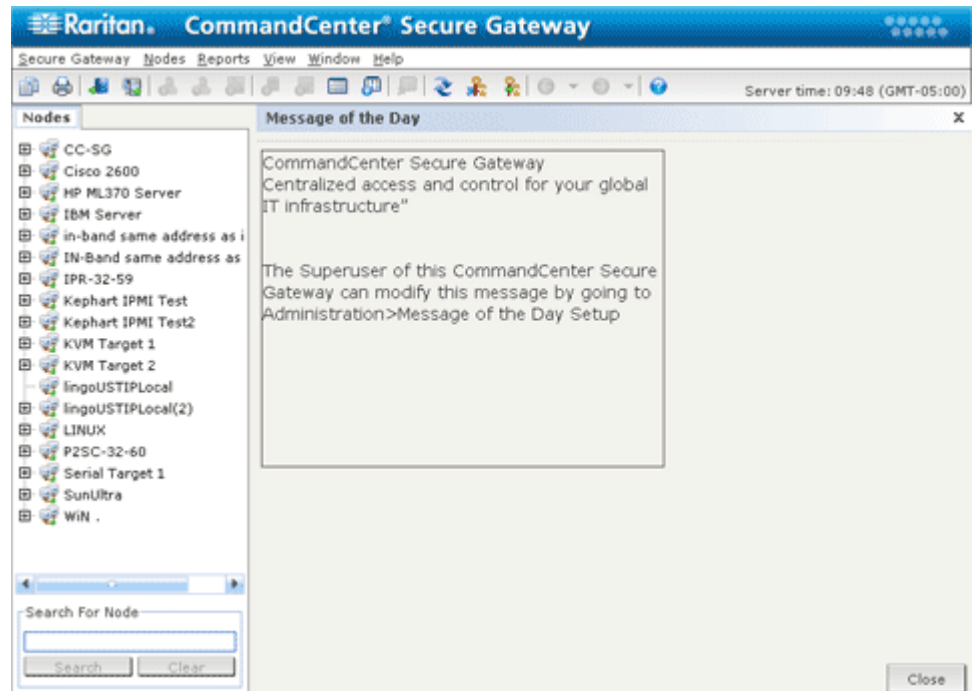 Raritan. CommandCenter® Secure Gateway
Secure Gateway Nodes Reports View Window Help
Server time: 09:48 (GMT-05:00)
Nodes
Message of the Day
x
CC-SG
Cisco 2600
HP ML370 Server
IBM Server
in-band same address as i
IN-Band same address as
IPR-32-59
Kephart IPMI Test
Kephart IPMI Test2
KVM Target 1
KVM Target 2
lingoUSTIPLocal
lingoUSTIPLocal(2)
LINUX
P2SC-32-60
Serial Target 1
SunUltra
WiN .
CommandCenter Secure Gateway
Centralized access and control for your global
IT infrastructure"
The Superuser of this CommandCenter Secure
Gateway can modify this message by going to
Administration>Message of the Day Setup
Search For Node
Search Clear
Close